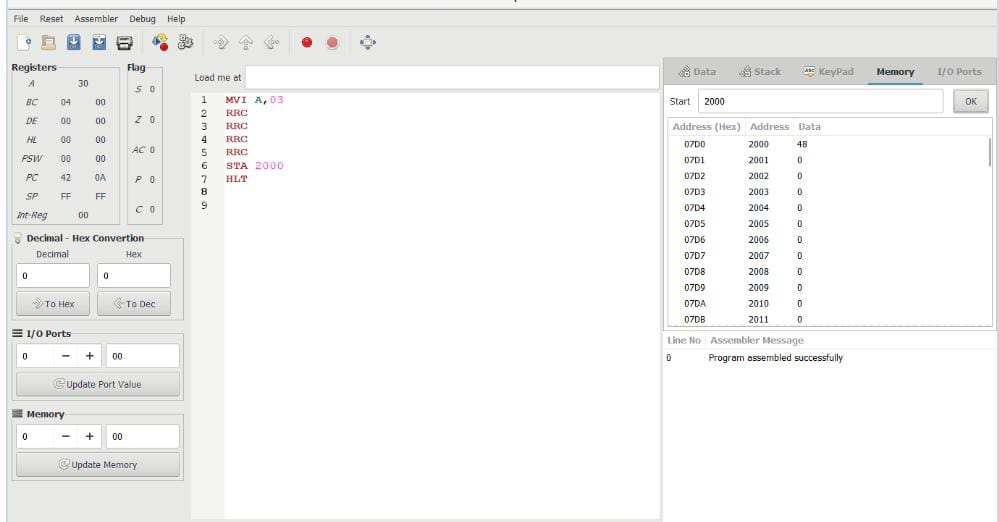 File Reset Assembler Debug Help
Registers
A 30
BC 04 00
DE 00 00
HL 00 00
PSW 00 00
PC 42 0A
SP FF FF
Int-Reg 00
Flag
S 0
Z 0
AC 0
P 0
C 0
Decimal - Hex Convertion
Decimal Hex
0 0
To Hex To Dec
I/O Ports
0 − + 00
Update Port Value
Memory
0 − + 00
Update Memory
Load me at
1 MVI A,03
2 RRC
3 RRC
4 RRC
5 RRC
6 STA 2000
7 HLT
8
9
Data Stack KeyPad Memory I/O Ports
Start 2000 OK
Address (Hex) Address Data
07D0 2000 48
07D1 2001 0
07D2 2002 0
07D3 2003 0
07D4 2004 0
07D5 2005 0
07D6 2006 0
07D7 2007 0
07D8 2008 0
07D9 2009 0
07DA 2010 0
07DB 2011 0
Line No Assembler Message
0 Program assembled successfully